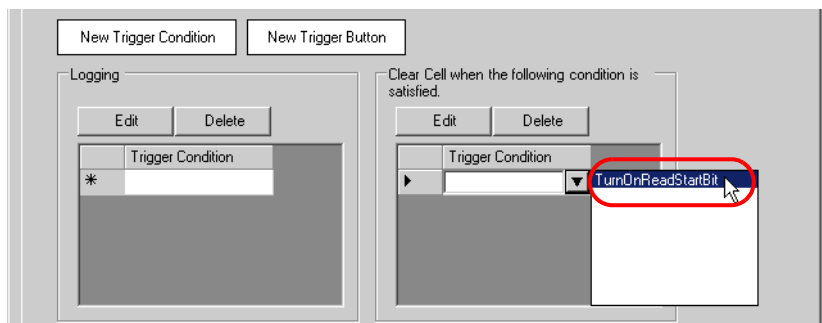 New Trigger Condition New Trigger Button
Logging
Edit Delete
Trigger Condition
*
Clear Cell when the following condition is
satisfied.
Edit Delete
Trigger Condition
TurnOnReadStartBit